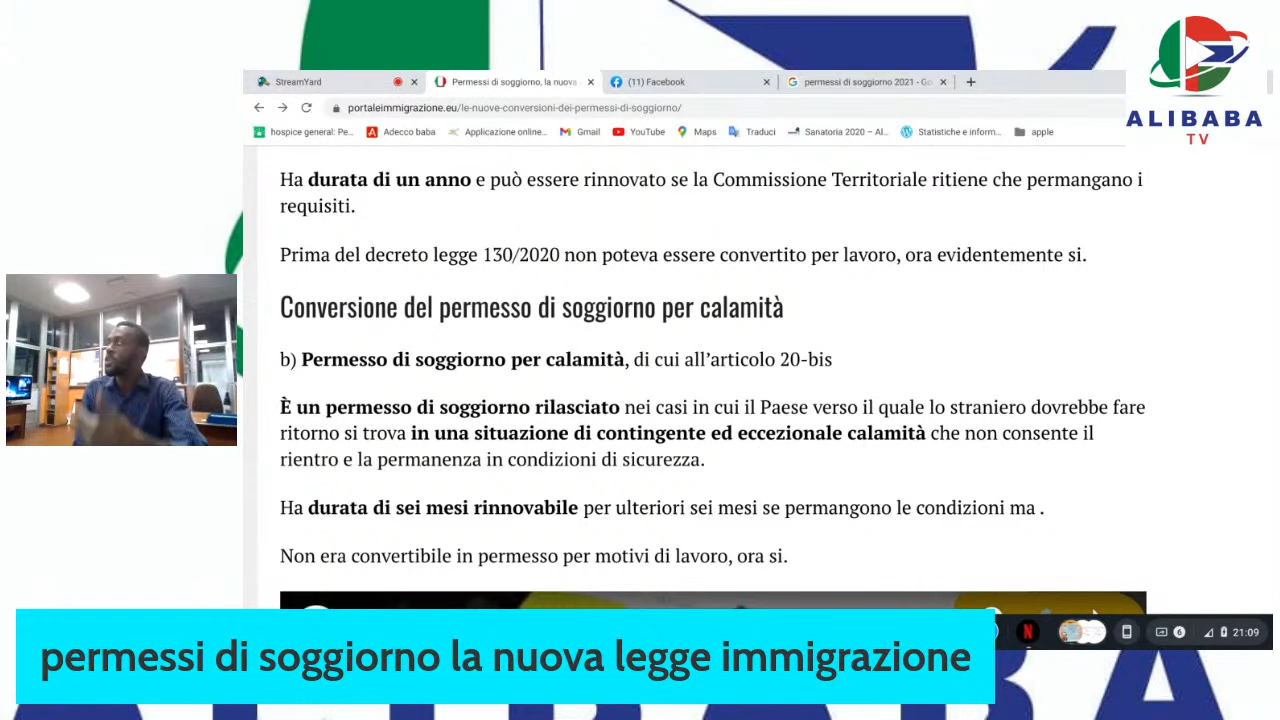 StreamYard
Permessi di soggiorno, la nuova
(11) Facebook
permessi di soggiorno 2021 - Go
portaleimmigrazione.eu/le-nuove-conversioni-dei-permessi-di-soggiorno/
hospice general: Pe...
Adecco baba
Applicazione online...
Gmail
YouTube
Maps
Traduci
Sanatoria 2020 – Al...
Statistiche e inform...
apple
ALIBABA
TV
Ha durata di un anno e può essere rinnovato se la Commissione Territoriale ritiene che permangano i
requisiti.
Prima del decreto legge 130/2020 non poteva essere convertito per lavoro, ora evidentemente si.
Conversione del permesso di soggiorno per calamità
b) Permesso di soggiorno per calamità, di cui all’articolo 20-bis
È un permesso di soggiorno rilasciato nei casi in cui il Paese verso il quale lo straniero dovrebbe fare
ritorno si trova in una situazione di contingente ed eccezionale calamità che non consente il
rientro e la permanenza in condizioni di sicurezza.
Ha durata di sei mesi rinnovabile per ulteriori sei mesi se permangono le condizioni ma .
Non era convertibile in permesso per motivi di lavoro, ora si.
N
6
21:09
permessi di soggiorno la nuova legge immigrazione